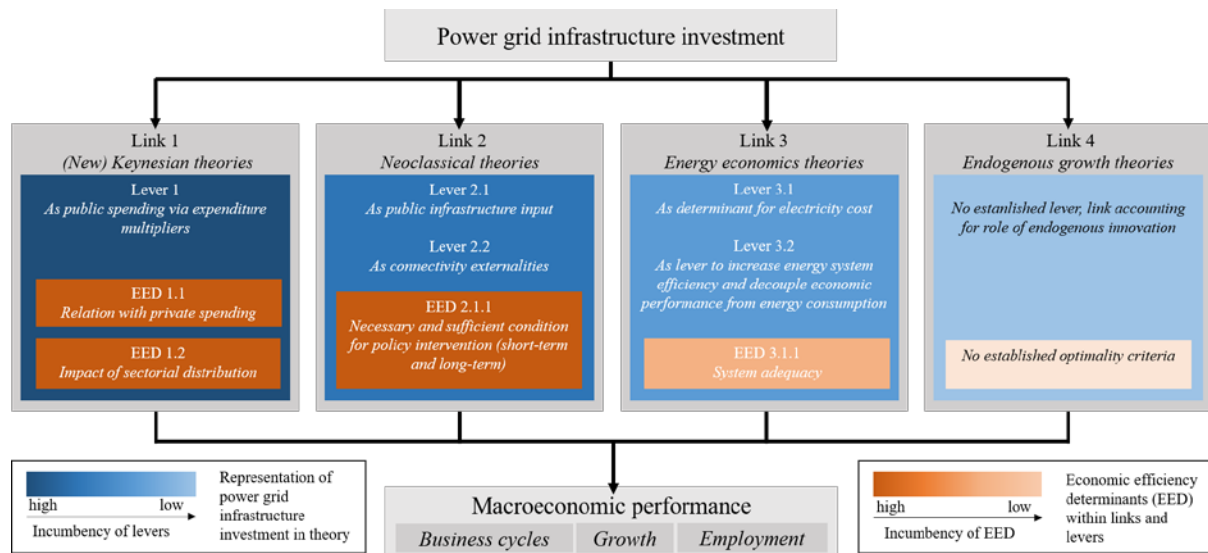 Power grid infrastructure investment
Link 1
(New) Keynesian theories
Lever 1
As public spending via expenditure
multipliers
EED 1.1
Relation with private spending
EED 1.2
Impact of sectorial distribution
Link 2
Neoclassical theories
Lever 2.1
As public infrastructure input
Lever 2.2
As connectivity externalities
EED 2.1.1
Necessary and sufficient condition
for policy intervention (short-term
and long-term)
Link 3
Energy economics theories
Lever 3.1
As determinant for electricity cost
Lever 3.2
As lever to increase energy system
efficiency and decouple economic
performance from energy consumption
EED 3.1.1
System adequacy
Link 4
Endogenous growth theories
No estanlished lever, link accounting
for role of endogenous innovation
No established optimality criteria
high
low
Incumbency of levers
Representation of
power grid
infrastructure
investment in theory
Macroeconomic performance
Business cycles
Growth
Employment
high
low
Incumbency of EED
Economic efficiency
determinants (EED)
within links and
levers